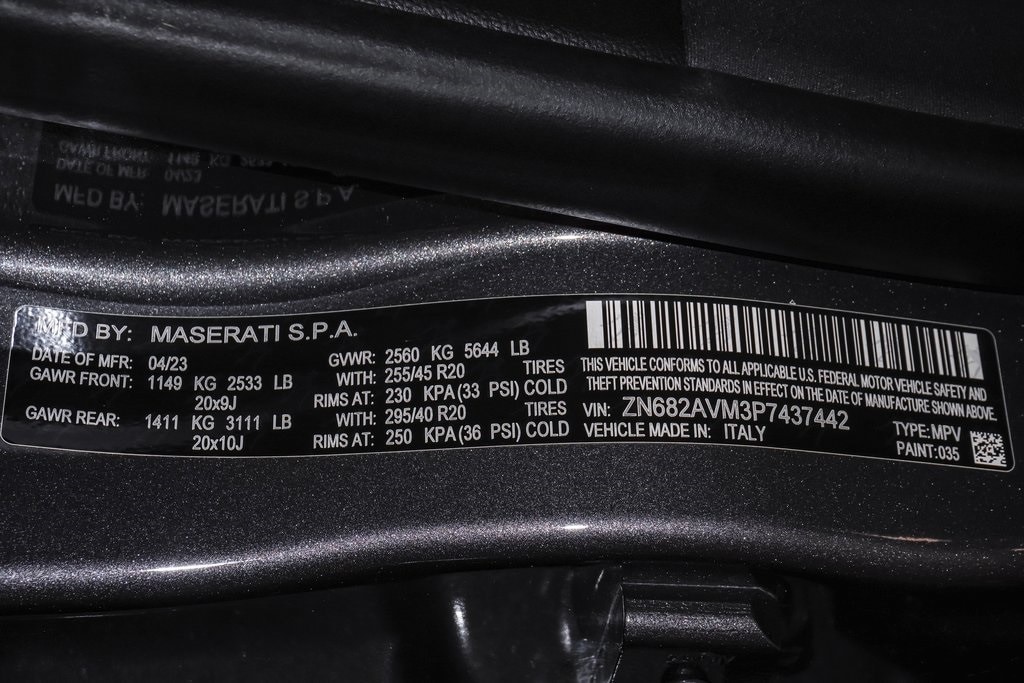 MFD BY: MASERATI S.P.A.
DATE OF MFR: 04/23
GVWR: 2560 KG 5644 LB
GAWR FRONT: 1149 KG 2533 LB WITH: 255/45 R20 TIRES
20x9J RIMS AT: 230 KPA (33 PSI) COLD
GAWR REAR: 1411 KG 3111 LB WITH: 295/40 R20 TIRES
20x10J RIMS AT: 250 KPA (36 PSI) COLD
THIS VEHICLE CONFORMS TO ALL APPLICABLE U.S. FEDERAL MOTOR VEHICLE SAFETY AND
THEFT PREVENTION STANDARDS IN EFFECT ON THE DATE OF MANUFACTURE SHOWN ABOVE.
VIN: ZN682AVM3P7437442
TYPE: MPV
VEHICLE MADE IN: ITALY
PAINT: 035